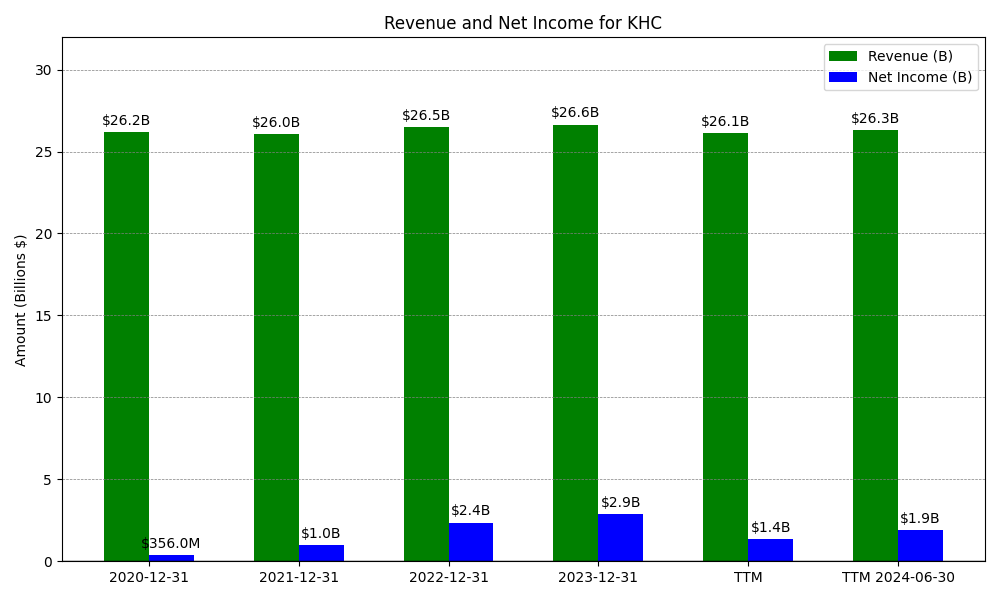 Revenue and Net Income for KHC
Revenue (B)
Net Income (B)
Amount (Billions $)
30
25
20
15
10
5
0
$26.2B
$26.0B
$26.5B
$26.6B
$26.1B
$26.3B
$356.0M
$1.0B
$2.4B
$2.9B
$1.4B
$1.9B
2020-12-31
2021-12-31
2022-12-31
2023-12-31
TTM
TTM 2024-06-30